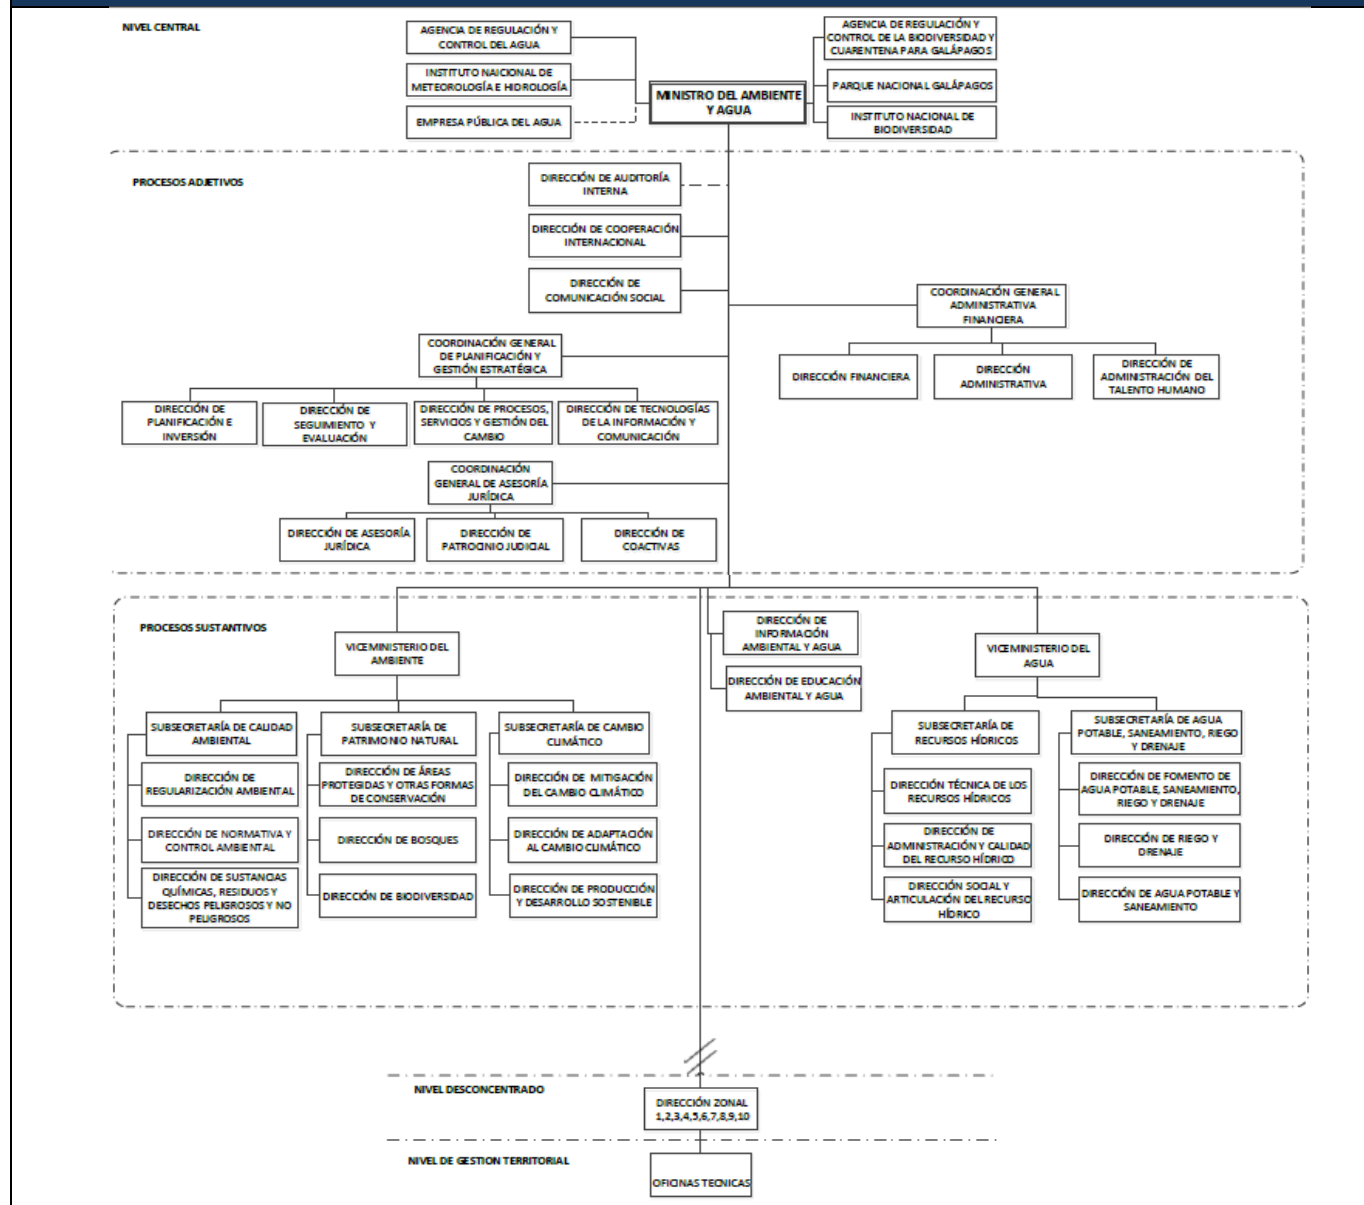 NIVEL CENTRAL
AGENCIA DE REGULACIÓN Y
CONTROL DEL AGUA
INSTITUTO NAICIONAL DE
METEOROLOGÍA E HIDROLOGÍA
EMPRESA PÚBLICA DEL AGUA
MINISTRO DEL AMBIENTE
Y AGUA
AGENCIA DE REGULACIÓN Y
CONTROL DE LA BIODIVERSIDAD Y
CUARENTENA PARA GALÁPAGOS
PARQUE NACIONAL GALÁPAGOS
INSTITUTO NACIONAL DE
BIODIVERSIDAD
PROCESOS ADJETIVOS
DIRECCIÓN DE AUDITORÍA
INTERNA
DIRECCIÓN DE COOPERACIÓN
INTERNACIONAL
DIRECCIÓN DE
COMUNICACIÓN SOCIAL
COORDINACIÓN GENERAL
ADMINISTRATIVA
FINANCIERA
DIRECCIÓN FINANCIERA
DIRECCIÓN
ADMINISTRATIVA
DIRECCIÓN DE
ADMINISTRACIÓN DEL
TALENTO HUMANO
COORDINACIÓN GENERAL
DE PLANIFICACIÓN Y
GESTIÓN ESTRATÉGICA
DIRECCIÓN DE
PLANIFICACIÓN E
INVERSIÓN
DIRECCIÓN DE
SEGUIMIENTO Y
EVALUACIÓN
DIRECCIÓN DE PROCESOS,
SERVICIOS Y GESTIÓN DEL
CAMBIO
DIRECCIÓN DE TECNOLOGÍAS
DE LA INFORMACIÓN Y
COMUNICACIÓN
COORDINACIÓN
GENERAL DE ASESORÍA
JURÍDICA
DIRECCIÓN DE ASESORÍA
JURÍDICA
DIRECCIÓN DE
PATROCINIO JUDICIAL
DIRECCIÓN DE
COACTIVAS
PROCESOS SUSTANTIVOS
VICEMINISTERIO DEL
AMBIENTE
DIRECCIÓN DE
INFORMACIÓN
AMBIENTAL Y AGUA
DIRECCIÓN DE EDUCACIÓN
AMBIENTAL Y AGUA
VICEMINISTERIO DEL
AGUA
SUBSECRETARÍA DE CALIDAD
AMBIENTAL
DIRECCIÓN DE
REGULARIZACIÓN AMBIENTAL
DIRECCIÓN DE NORMATIVA Y
CONTROL AMBIENTAL
DIRECCIÓN DE SUSTANCIAS
QUÍMICAS, RESIDUOS Y
DESECHOS PELIGROSOS Y NO
PELIGROSOS
SUBSECRETARÍA DE
PATRIMONIO NATURAL
DIRECCIÓN DE ÁREAS
PROTEGIDAS Y OTRAS FORMAS
DE CONSERVACIÓN
DIRECCIÓN DE BOSQUES
DIRECCIÓN DE BIODIVERSIDAD
SUBSECRETARÍA DE CAMBIO
CLIMÁTICO
DIRECCIÓN DE MITIGACIÓN
DEL CAMBIO CLIMÁTICO
DIRECCIÓN DE ADAPTACIÓN
AL CAMBIO CLIMÁTICO
DIRECCIÓN DE PRODUCCIÓN
Y DESARROLLO SOSTENIBLE
SUBSECRETARÍA DE
RECURSOS HÍDRICOS
DIRECCIÓN TÉCNICA DE LOS
RECURSOS HÍDRICOS
DIRECCIÓN DE
ADMINISTRACIÓN Y CALIDAD
DEL RECURSO HÍDRICO
DIRECCIÓN SOCIAL Y
ARTICULACIÓN DEL RECURSO
HÍDRICO
SUBSECRETARÍA DE AGUA
POTABLE, SANEAMIENTO, RIEGO
Y DRENAJE
DIRECCIÓN DE FOMENTO DE
AGUA POTABLE, SANEAMIENTO,
RIEGO Y DRENAJE
DIRECCIÓN DE RIEGO Y
DRENAJE
DIRECCIÓN DE AGUA POTABLE Y
SANEAMIENTO
NIVEL DESCONCENTRADO
DIRECCIÓN ZONAL
1,2,3,4,5,6,7,8,9,10
NIVEL DE GESTION TERRITORIAL
OFICINAS TECNICAS